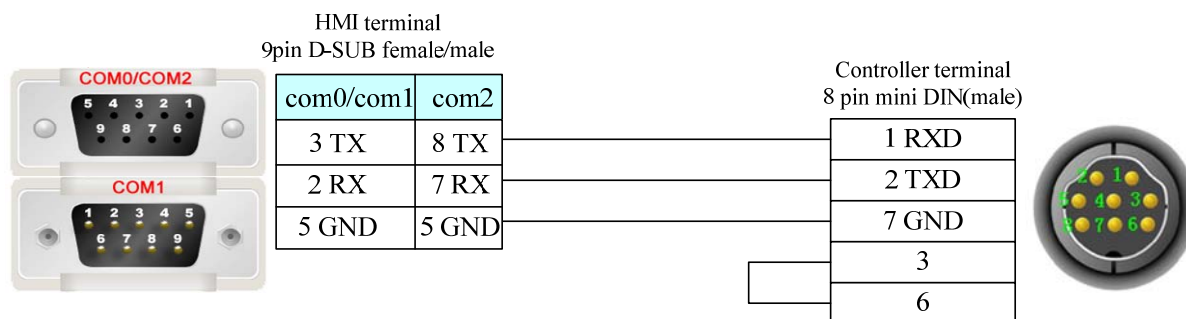 HMI terminal
9pin D-SUB female/male
COM0/COM2
5 4 3 2 1
9 8 7 6
COM1
1 2 3 4 5
6 7 8 9
com0/com1 com2
3 TX 8 TX
2 RX 7 RX
5 GND 5 GND
Controller terminal
8 pin mini DIN(male)
1 RXD
2 TXD
7 GND
3
6
2 1
5 4 3
8 7 6